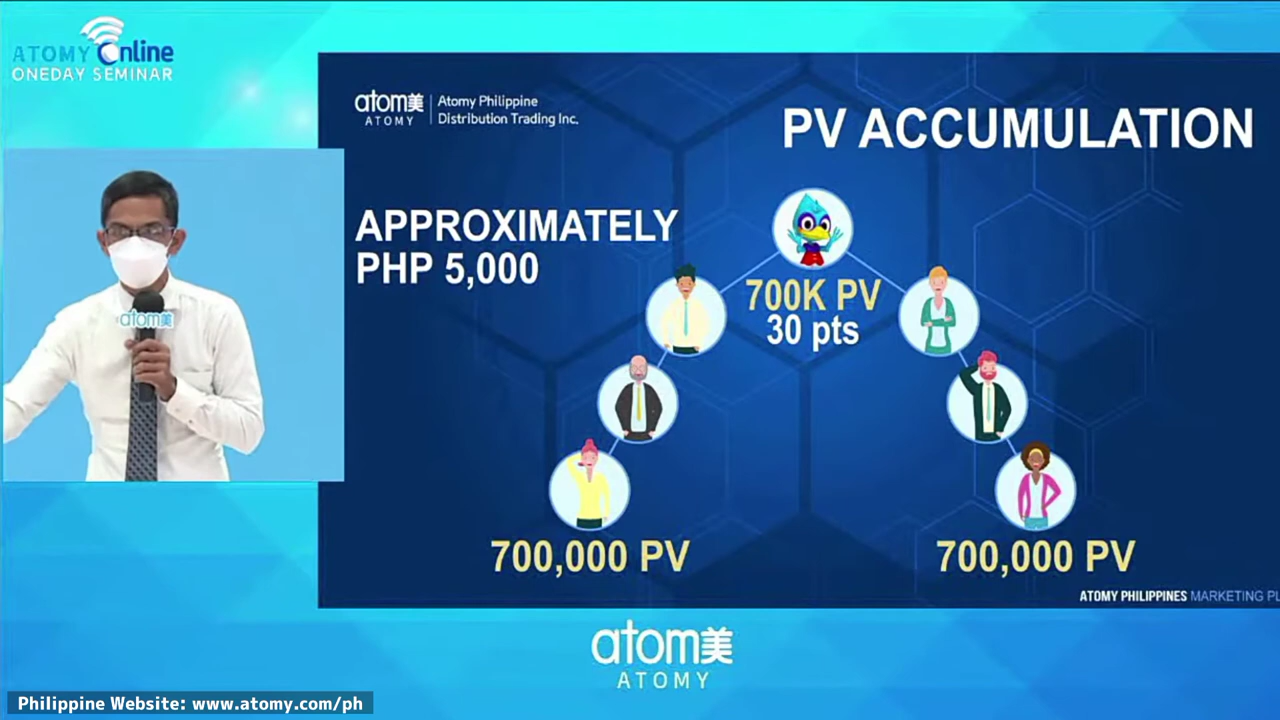 ATOMY Online
ONEDAY SEMINAR
atom美
ATOMY
Atomy Philippine
Distribution Trading Inc.
PV ACCUMULATION
APPROXIMATELY
PHP 5,000
700K PV
30 pts
atom美
700,000 PV
700,000 PV
ATOMY PHILIPPINES MARKETING PL
atom美
ATOMY
Philippine Website: www.atomy.com/ph